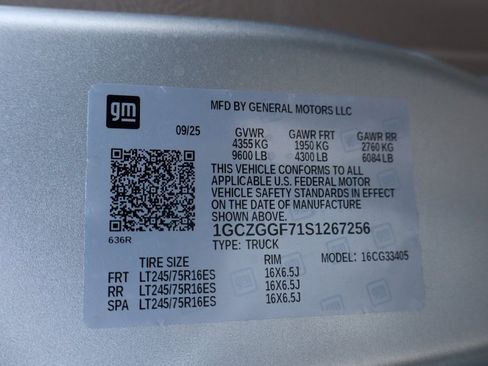 gm
MFD BY GENERAL MOTORS LLC
09/25 GVWR GAWR FRT GAWR RR
4355 KG 1950 KG 2760 KG
9600 LB 4300 LB 6084 LB
THIS VEHICLE CONFORMS TO ALL
APPLICABLE U.S. FEDERAL MOTOR
VEHICLE SAFETY STANDARDS IN EFFECT
ON THE DATE OF MANUFACTURE
SHOWN ABOVE.
1GCZGGF71S1267256
636R TYPE: TRUCK
TIRE SIZE RIM MODEL: 16CG33405
FRT LT245/75R16ES 16X6.5J
RR LT245/75R16ES 16X6.5J
SPA LT245/75R16ES 16X6.5J